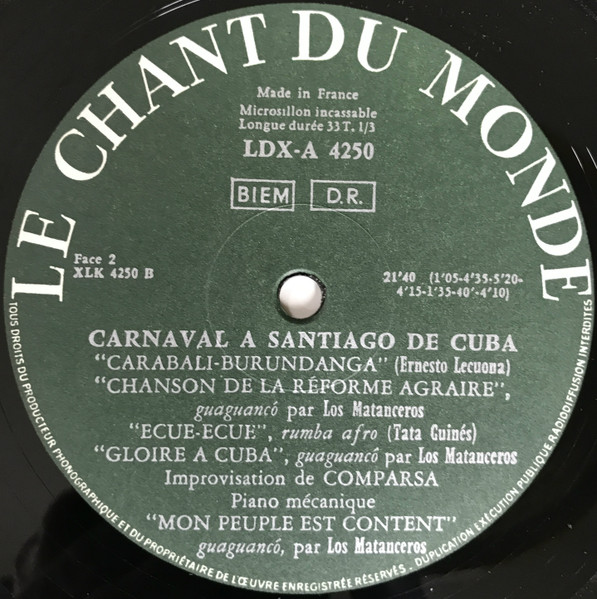 LE CHANT DU MONDE
Made in France
Microsillon incassable
Longue durée 33 T. 1/3
LDX-A 4250
BIEM D.R.
Face 2
XLK 4250 B
21'40 (1'05-4'35-5'20-
4'15-1'35-40'-4'10)
CARNAVAL A SANTIAGO DE CUBA
"CARABALI-BURUNDANGA" (Ernesto Lecuona)
"CHANSON DE LA RÉFORME AGRAIRE",
guaguancó par Los Matanceros
"ECUE-ECUE", rumba afro (Tata Guinés)
"GLOIRE A CUBA", guaguancó par Los Matanceros
Improvisation de COMPARSA
Piano mécanique
"MON PEUPLE EST CONTENT"
guaguancó, par Los Matanceros
TOUS DROITS DU PRODUCTEUR PHONOGRAPHIQUE ET DU PROPRIÉTAIRE DE L'ŒUVRE ENREGISTRÉE RÉSERVÉS - DUPLICATION EXÉCUTION PUBLIQUE RADIODIFFUSION INTERDITES